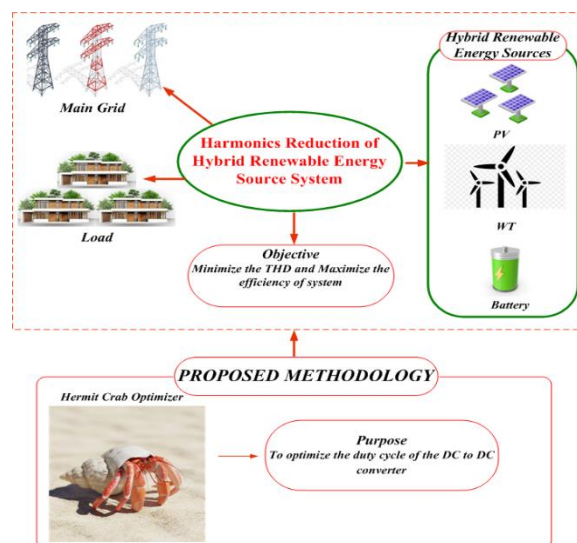 Hybrid Renewable
Energy Sources
Main Grid
PV
Harmonics Reduction of
Hybrid Renewable Energy
Source System
Load
WT
Objective
Minimize the THD and Maximize the
efficiency of system
Battery
PROPOSED METHODOLOGY
Hermit Crab Optimizer
Purpose
To optimize the duty cycle of the DC to DC
converter